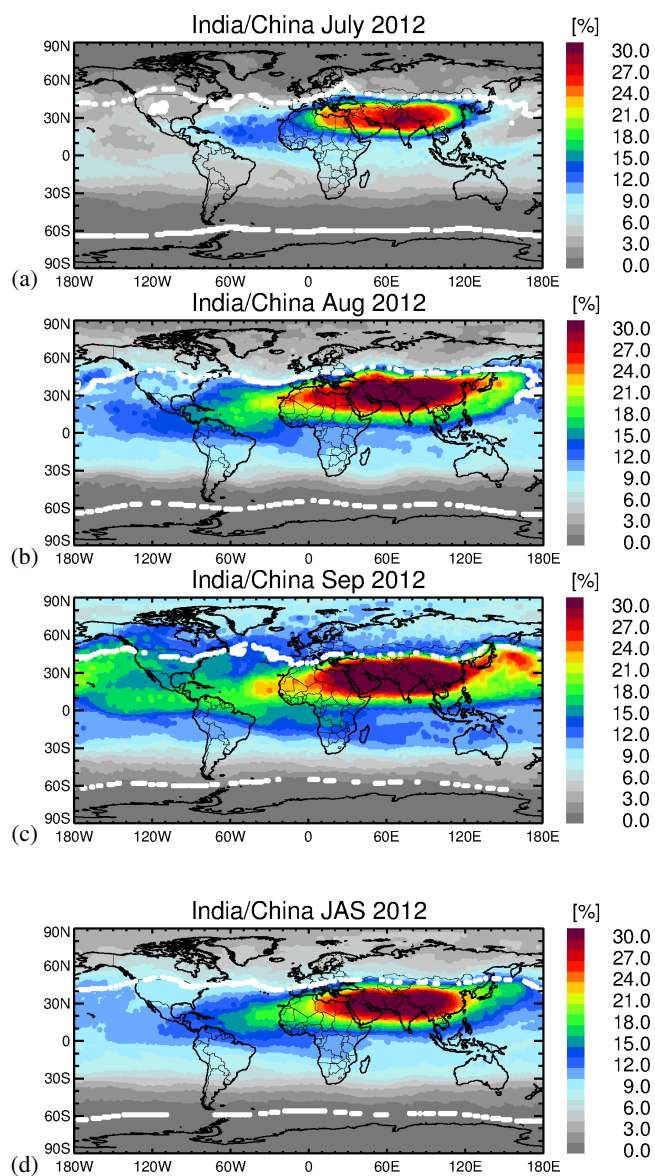 India/China July 2012 [%]
90N 30.0
60N 27.0
24.0
30N 21.0
18.0
0 15.0
12.0
30S 9.0
6.0
60S 3.0
(a) 90S 0.0
180W 120W 60W 0 60E 120E 180E
India/China Aug 2012 [%]
90N 30.0
60N 27.0
24.0
30N 21.0
18.0
0 15.0
12.0
30S 9.0
6.0
60S 3.0
(b) 90S 0.0
180W 120W 60W 0 60E 120E 180E
India/China Sep 2012 [%]
90N 30.0
60N 27.0
24.0
30N 21.0
18.0
0 15.0
12.0
30S 9.0
6.0
60S 3.0
(c) 90S 0.0
180W 120W 60W 0 60E 120E 180E
India/China JAS 2012 [%]
90N 30.0
60N 27.0
24.0
30N 21.0
18.0
0 15.0
12.0
30S 9.0
6.0
60S 3.0
(d) 90S 0.0
180W 120W 60W 0 60E 120E 180E